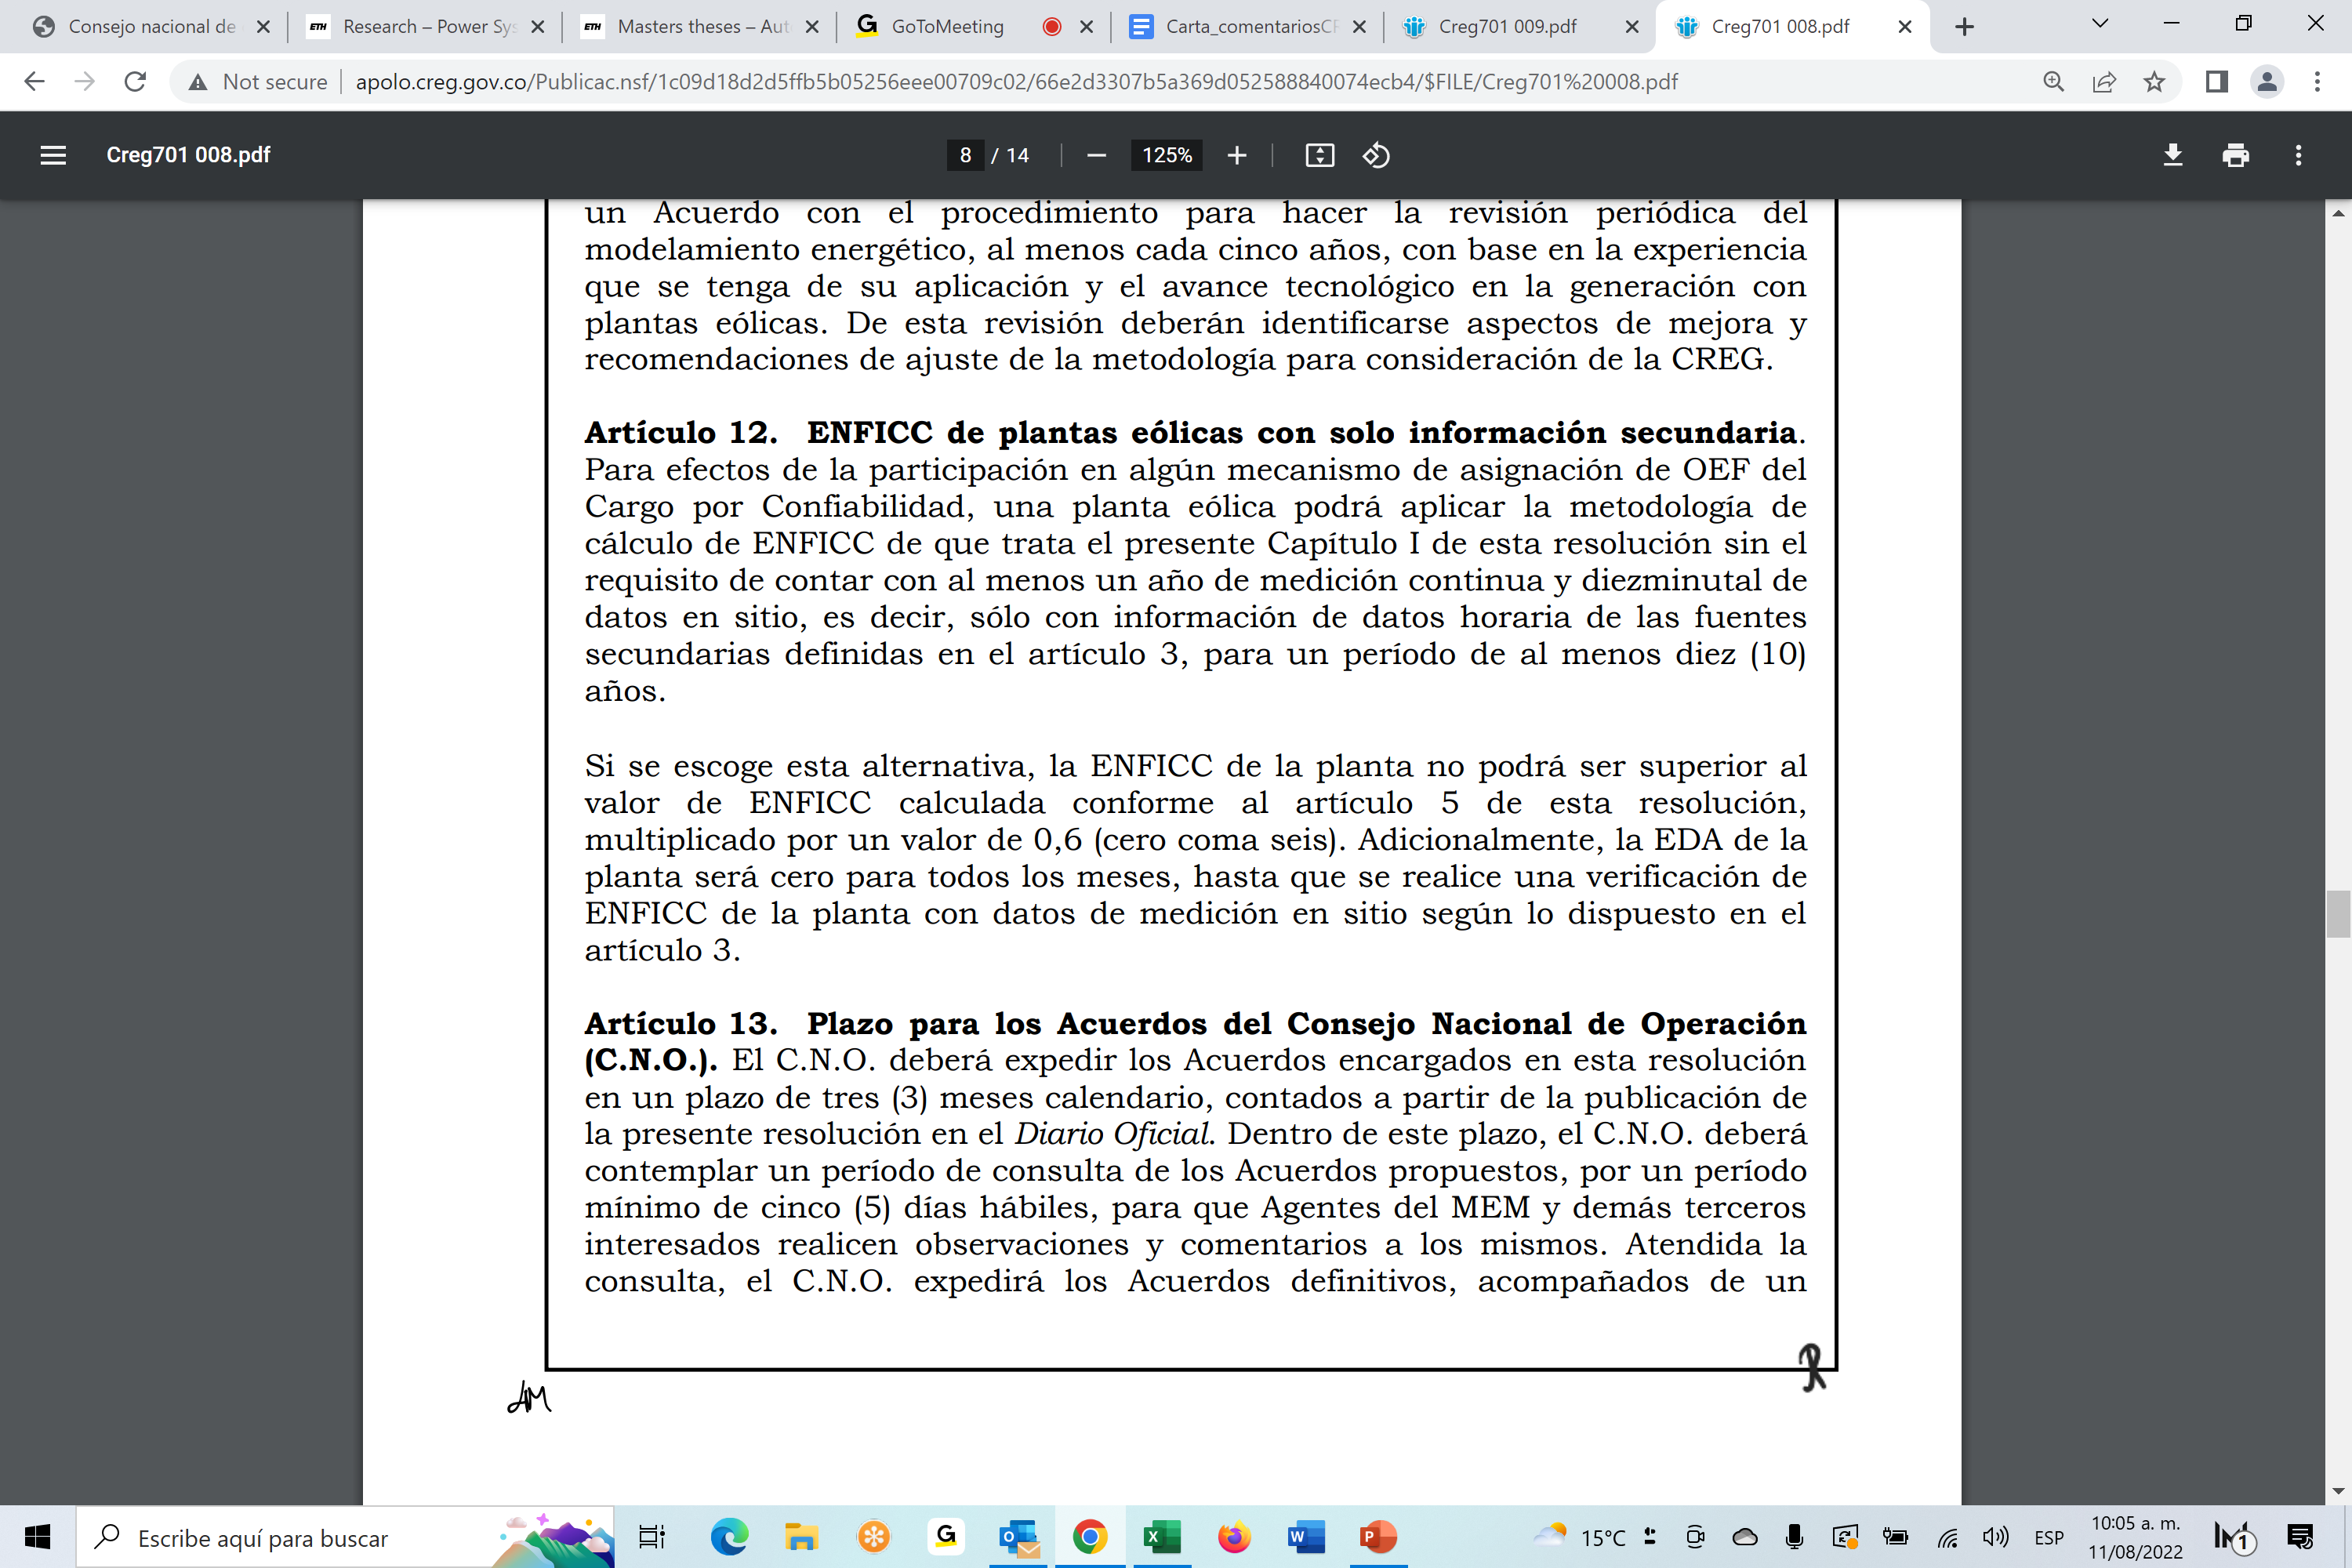 Consejo nacional de
Research – Power Sys
Masters theses – Aut
GoToMeeting
Carta_comentariosCR
Creg701 009.pdf
Creg701 008.pdf
Not secure
apolo.creg.gov.co/Publicac.nsf/1c09d18d2d5ffb5b05256eee00709c02/66e2d3307b5a369d052588840074ecb4/$FILE/Creg701%20008.pdf
Creg701 008.pdf
8 / 14
125%
un Acuerdo con el procedimiento para hacer la revisión periódica del
modelamiento energético, al menos cada cinco años, con base en la experiencia
que se tenga de su aplicación y el avance tecnológico en la generación con
plantas eólicas. De esta revisión deberán identificarse aspectos de mejora y
recomendaciones de ajuste de la metodología para consideración de la CREG.
Artículo 12. ENFICC de plantas eólicas con solo información secundaria.
Para efectos de la participación en algún mecanismo de asignación de OEF del
Cargo por Confiabilidad, una planta eólica podrá aplicar la metodología de
cálculo de ENFICC de que trata el presente Capítulo I de esta resolución sin el
requisito de contar con al menos un año de medición continua y diezminutal de
datos en sitio, es decir, sólo con información de datos horaria de las fuentes
secundarias definidas en el artículo 3, para un período de al menos diez (10)
años.
Si se escoge esta alternativa, la ENFICC de la planta no podrá ser superior al
valor de ENFICC calculada conforme al artículo 5 de esta resolución,
multiplicado por un valor de 0,6 (cero coma seis). Adicionalmente, la EDA de la
planta será cero para todos los meses, hasta que se realice una verificación de
ENFICC de la planta con datos de medición en sitio según lo dispuesto en el
artículo 3.
Artículo 13. Plazo para los Acuerdos del Consejo Nacional de Operación
(C.N.O.). El C.N.O. deberá expedir los Acuerdos encargados en esta resolución
en un plazo de tres (3) meses calendario, contados a partir de la publicación de
la presente resolución en el Diario Oficial. Dentro de este plazo, el C.N.O. deberá
contemplar un período de consulta de los Acuerdos propuestos, por un período
mínimo de cinco (5) días hábiles, para que Agentes del MEM y demás terceros
interesados realicen observaciones y comentarios a los mismos. Atendida la
consulta, el C.N.O. expedirá los Acuerdos definitivos, acompañados de un
Escribe aquí para buscar
15°C
ESP
10:05 a. m.
11/08/2022
1